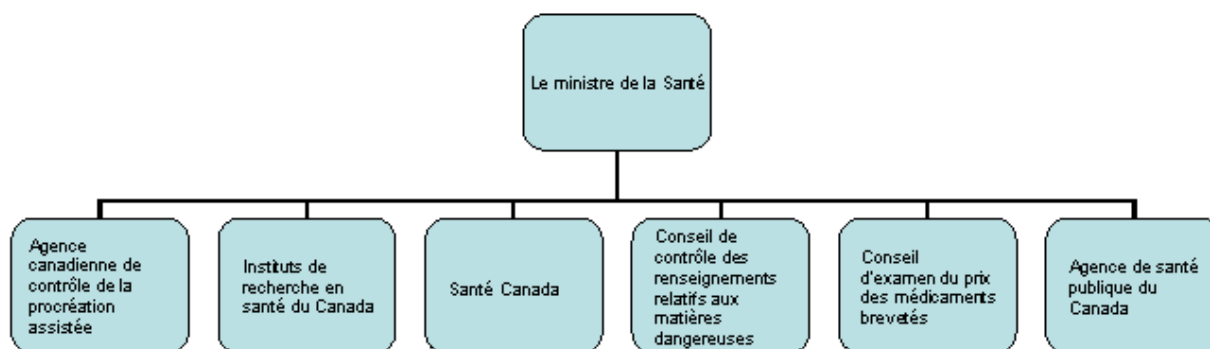 Le ministre de la Santé
Agence
canadienne de
contrôle de la
procréation
assistée
Instituts de
recherche en
santé du Canada
Santé Canada
Conseil de
contrôle des
renseignements
relatifs aux
matières
dangereuses
Conseil
d'examen du prix
des médicaments
brevetés
Agence de santé
publique du
Canada